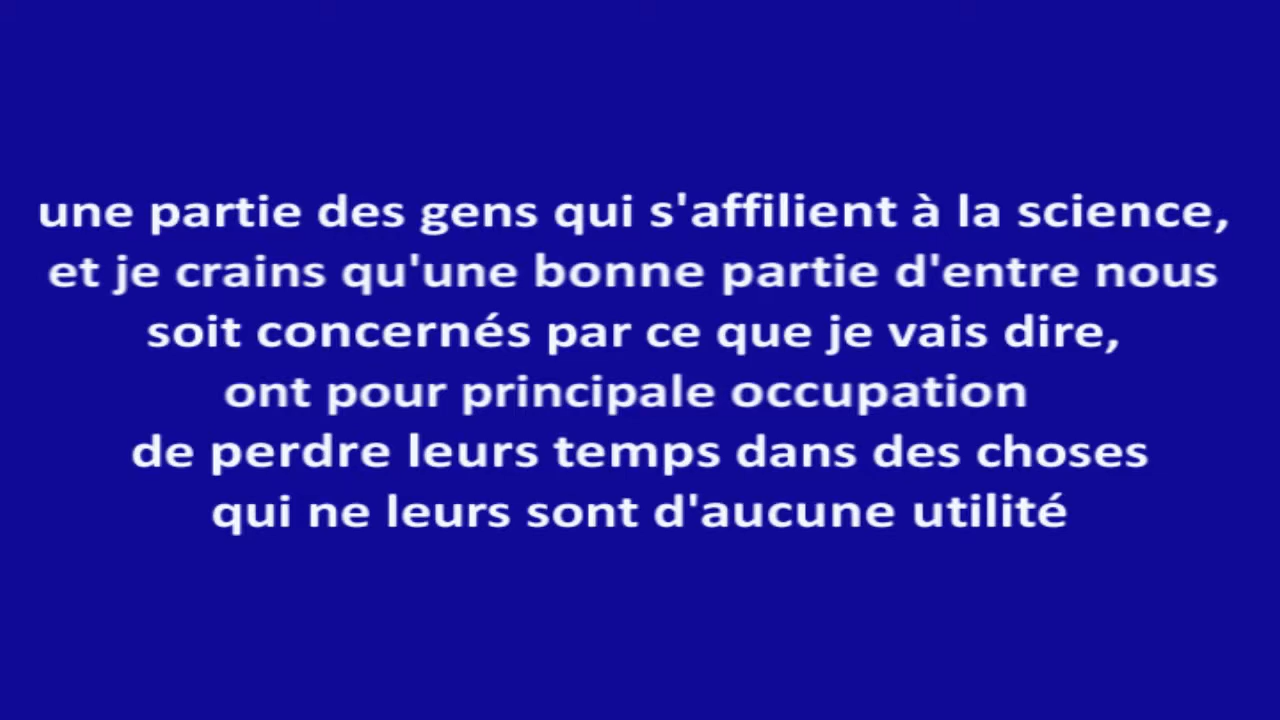 une partie des gens qui s'affilient à la science,
et je crains qu'une bonne partie d'entre nous
soit concernés par ce que je vais dire,
ont pour principale occupation
de perdre leurs temps dans des choses
qui ne leurs sont d'aucune utilité